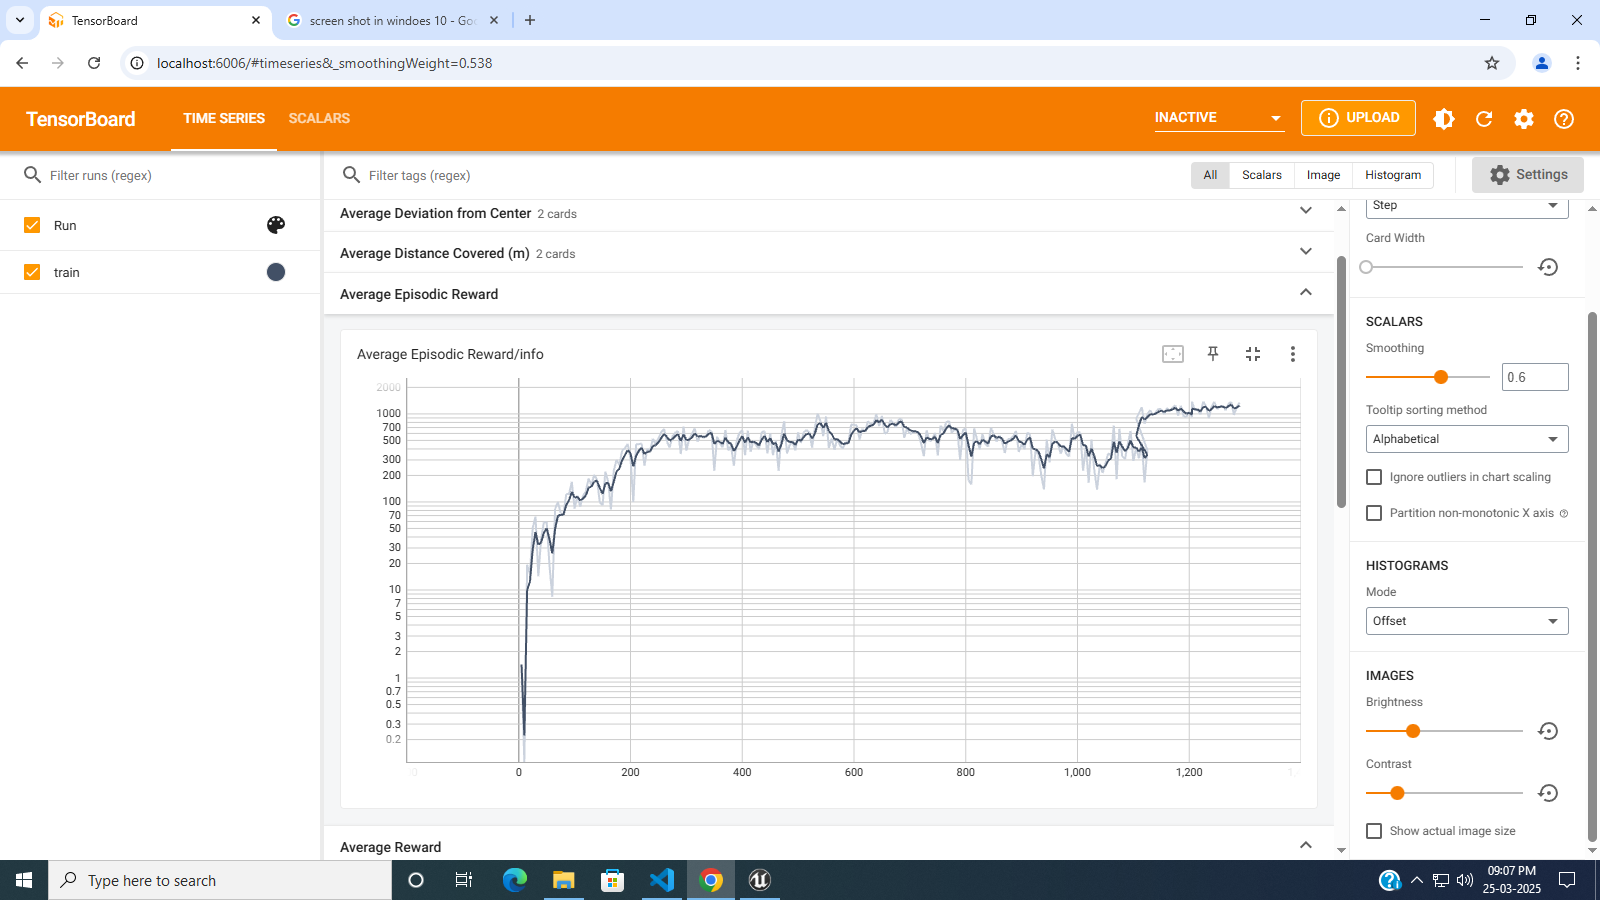 TensorBoard
screen shot in windoes 10 - Goo
localhost:6006/#timeseries&_smoothingWeight=0.538
TensorBoard
TIME SERIES
SCALARS
INACTIVE
UPLOAD
Filter runs (regex)
Filter tags (regex)
All
Scalars
Image
Histogram
Settings
Run
train
Average Deviation from Center 2 cards
Average Distance Covered (m) 2 cards
Average Episodic Reward
Average Episodic Reward/info
2000
1000
700
500
300
200
100
70
50
30
20
10
7
5
3
2
1
0.7
0.5
0.3
0.2
0
200
400
600
800
1,000
1,200
Average Reward
Step
Card Width
SCALARS
Smoothing
0.6
Tooltip sorting method
Alphabetical
Ignore outliers in chart scaling
Partition non-monotonic X axis
HISTOGRAMS
Mode
Offset
IMAGES
Brightness
Contrast
Show actual image size
Type here to search
09:07 PM
25-03-2025